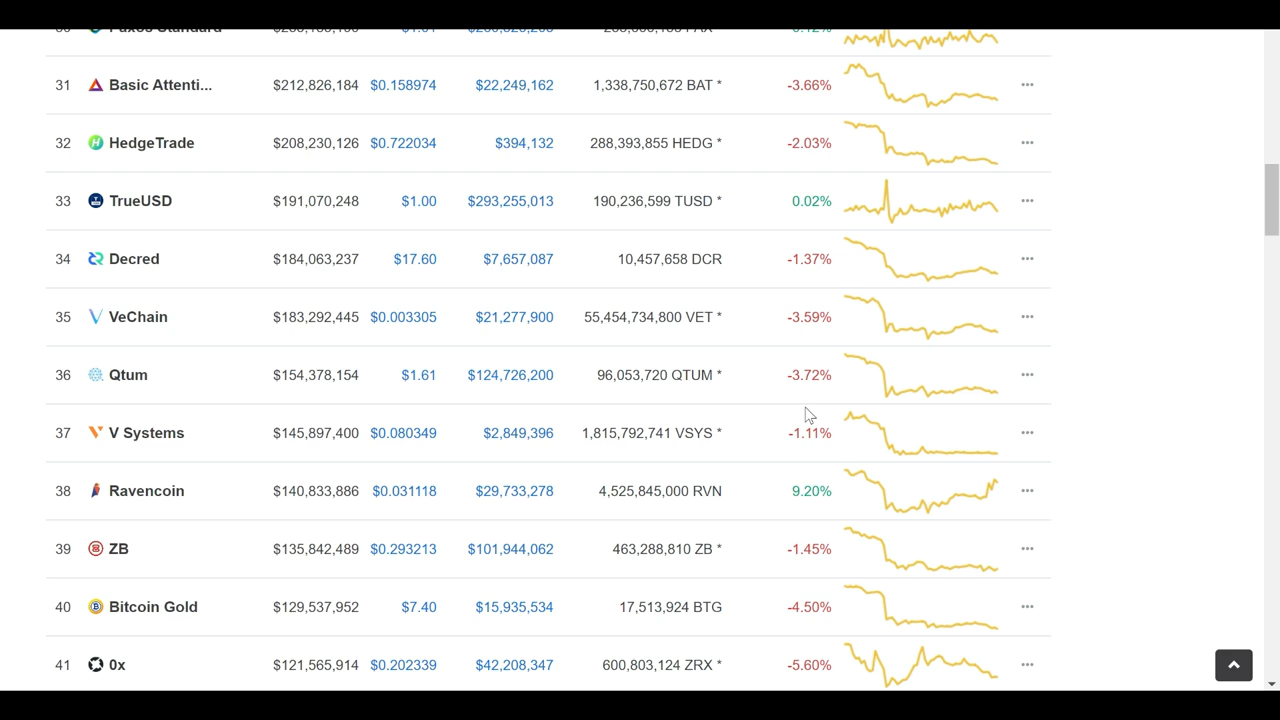 31 Basic Attenti... $212,826,184 $0.158974 $22,249,162 1,338,750,672 BAT * -3.66%
32 HedgeTrade $208,230,126 $0.722034 $394,132 288,393,855 HEDG * -2.03%
33 TrueUSD $191,070,248 $1.00 $293,255,013 190,236,599 TUSD * 0.02%
34 Decred $184,063,237 $17.60 $7,657,087 10,457,658 DCR -1.37%
35 VeChain $183,292,445 $0.003305 $21,277,900 55,454,734,800 VET * -3.59%
36 Qtum $154,378,154 $1.61 $124,726,200 96,053,720 QTUM * -3.72%
37 V Systems $145,897,400 $0.080349 $2,849,396 1,815,792,741 VSYS * -1.11%
38 Ravencoin $140,833,886 $0.031118 $29,733,278 4,525,845,000 RVN 9.20%
39 ZB $135,842,489 $0.293213 $101,944,062 463,288,810 ZB * -1.45%
40 Bitcoin Gold $129,537,952 $7.40 $15,935,534 17,513,924 BTG -4.50%
41 0x $121,565,914 $0.202339 $42,208,347 600,803,124 ZRX * -5.60%